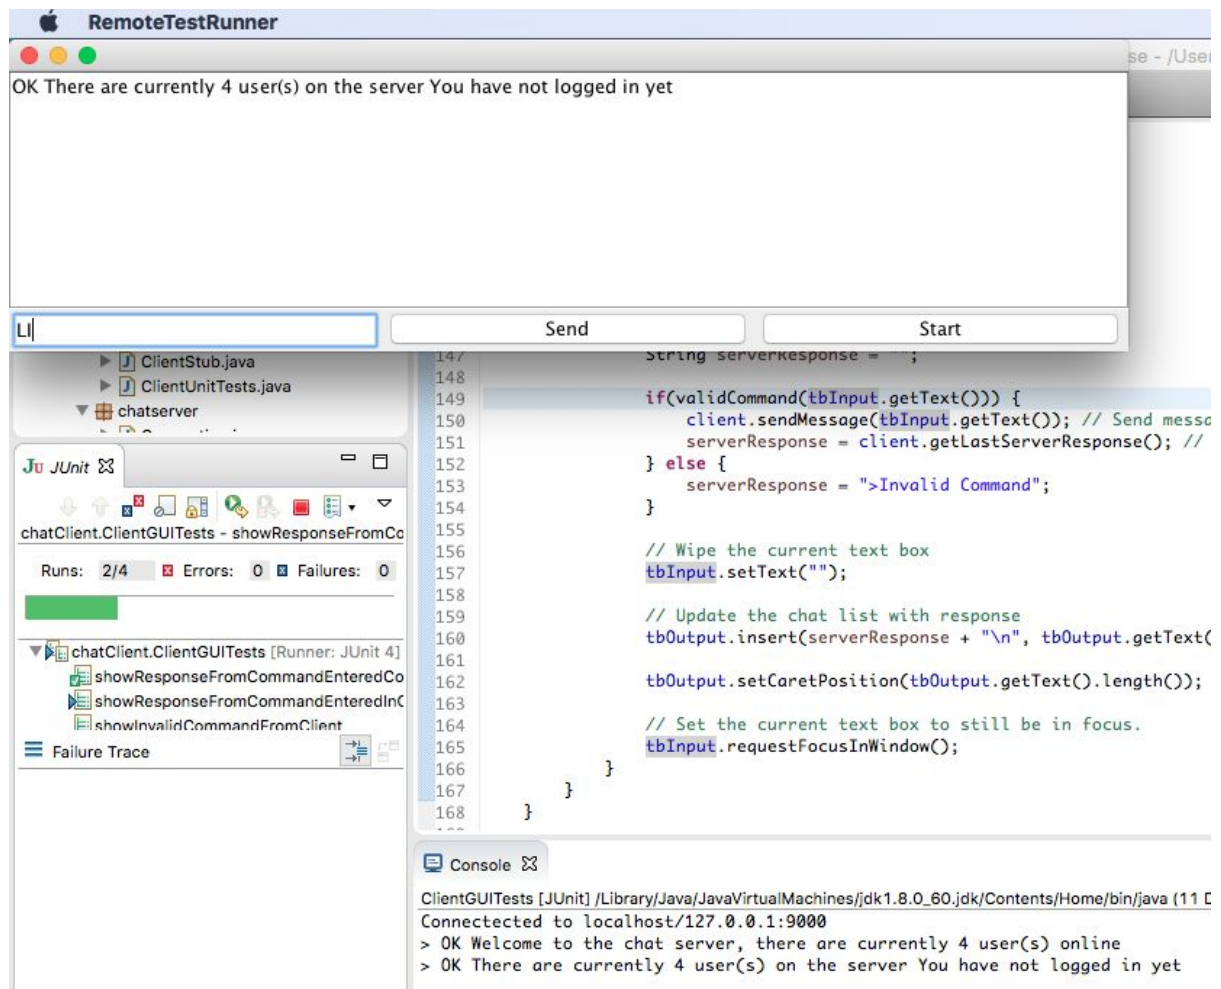 RemoteTestRunner
se - /User
OK There are currently 4 user(s) on the server You have not logged in yet
LI
Send
Start
ClientStub.java
ClientUnitTests.java
chatserver
JU JUnit
chatClient.ClientGUITests - showResponseFromCo
Runs: 2/4 Errors: 0 Failures: 0
chatClient.ClientGUITests [Runner: JUnit 4]
showResponseFromCommandEnteredCo
showResponseFromCommandEnteredIn(
showInvalidCommandFromClient
Failure Trace
147 String serverResponse = "";
148
149 if(validCommand(tbInput.getText())) {
150 client.sendMessage(tbInput.getText()); // Send messa
151 serverResponse = client.getLastServerResponse(); //
152 } else {
153 serverResponse = ">Invalid Command";
154 }
155
156 // Wipe the current text box
157 tbInput.setText("");
158
159 // Update the chat list with response
160 tbOutput.insert(serverResponse + "\n", tbOutput.getText(
161
162 tbOutput.setCaretPosition(tbOutput.getText().length());
163
164 // Set the current text box to still be in focus.
165 tbInput.requestFocusInWindow();
166 }
167 }
168 }
Console
ClientGUITests [JUnit] /Library/Java/JavaVirtualMachines/jdk1.8.0_60.jdk/Contents/Home/bin/java (11 D
Connectected to localhost/127.0.0.1:9000
> OK Welcome to the chat server, there are currently 4 user(s) online
> OK There are currently 4 user(s) on the server You have not logged in yet